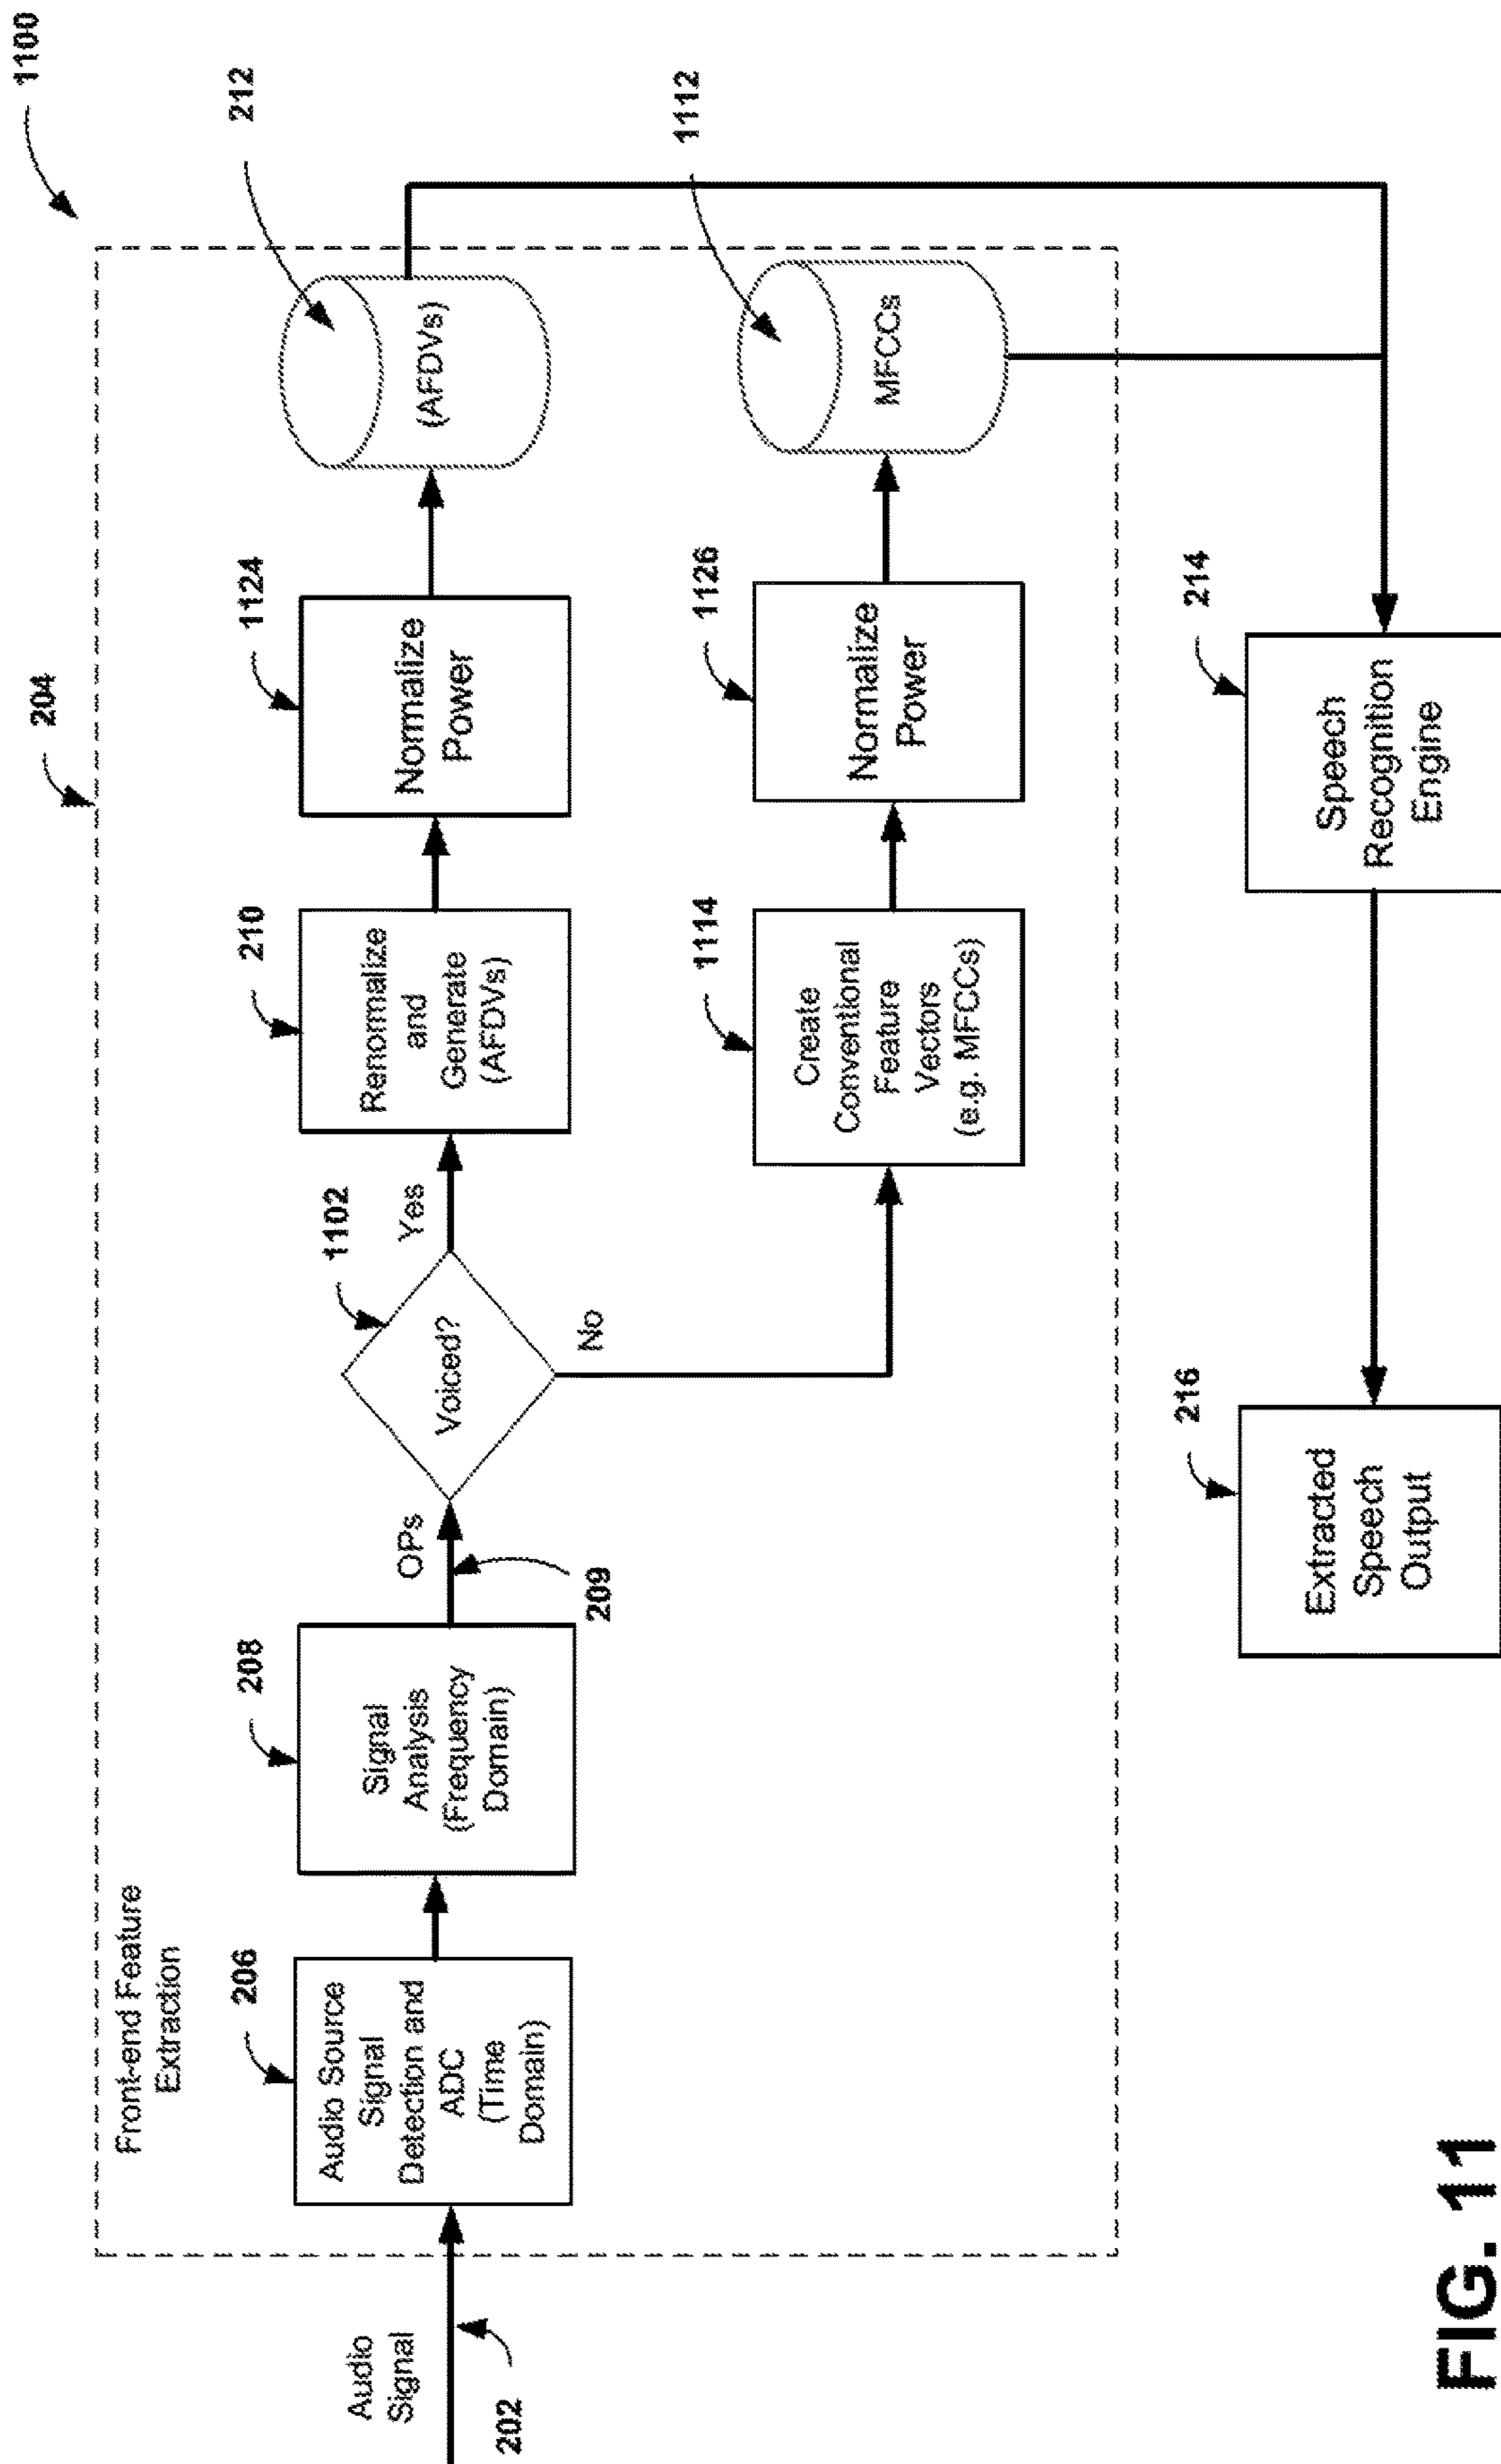 1100
204
Front-end Feature
Extraction
Audio
Signal
202
206
Audio Source
Signal
Detection and
ADC
(Time
Domain)
208
Signal
Analysis
(Frequency
Domain)
OPs
209
1102
Voiced?
Yes
No
210
Renormalize
and
Generate
(AFDVs)
1124
Normalize
Power
212
(AFDVs)
1114
Create
Conventional
Feature
Vectors
(e.g. MFCCs)
1126
Normalize
Power
1112
MFCCs
216
Extracted
Speech
Output
214
Speech
Recognition
Engine
FIG. 11